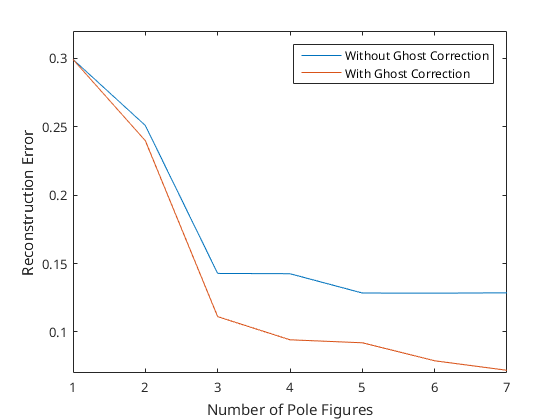 Without Ghost Correction
With Ghost Correction
Reconstruction Error
0.3
0.25
0.2
0.15
0.1
1 2 3 4 5 6 7
Number of Pole Figures